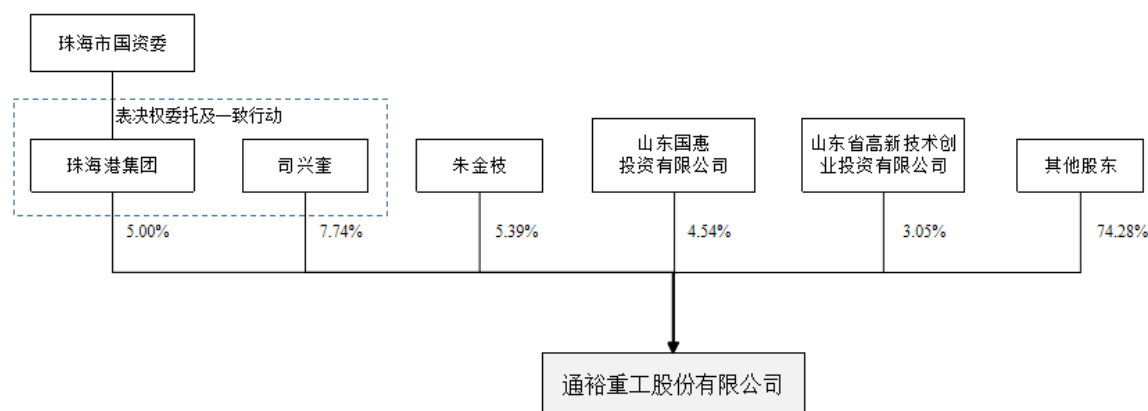 珠海市国资委
表决权委托及一致行动
珠海港集团
司兴奎
朱金枝
山东国惠
投资有限公司
山东省高新技术创
业投资有限公司
其他股东
5.00%
7.74%
5.39%
4.54%
3.05%
74.28%
通裕重工股份有限公司